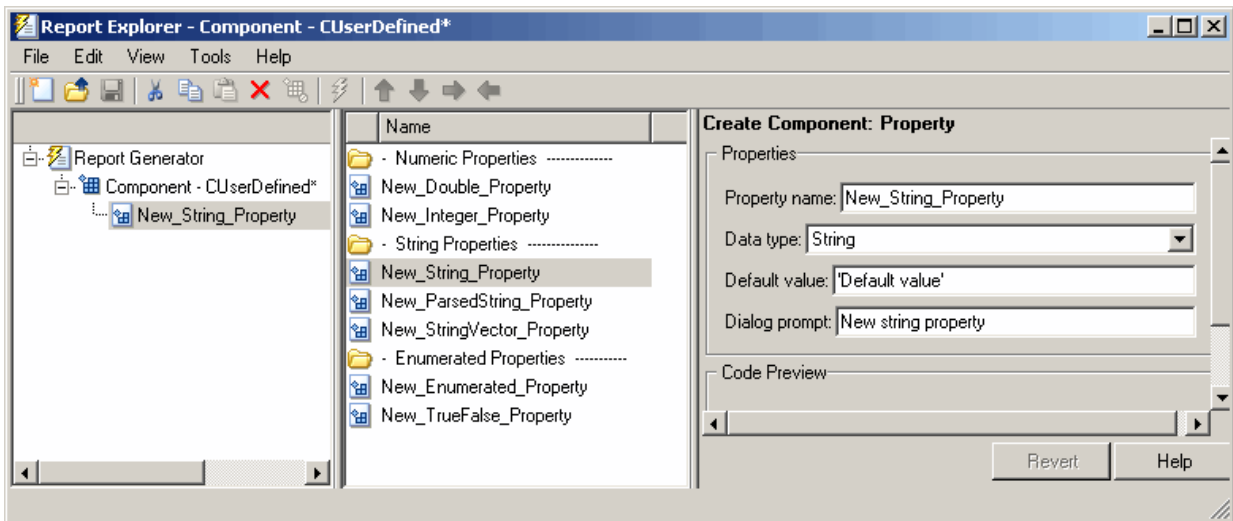 Report Explorer - Component - CUserDefined*
File Edit View Tools Help
Report Generator
Component - CUserDefined*
New_String_Property
Name
- Numeric Properties -------------
New_Double_Property
New_Integer_Property
- String Properties --------------
New_String_Property
New_ParsedString_Property
New_StringVector_Property
- Enumerated Properties ----------
New_Enumerated_Property
New_TrueFalse_Property
Create Component: Property
Properties
Property name: New_String_Property
Data type: String
Default value: 'Default value'
Dialog prompt: New string property
Code Preview
Revert Help